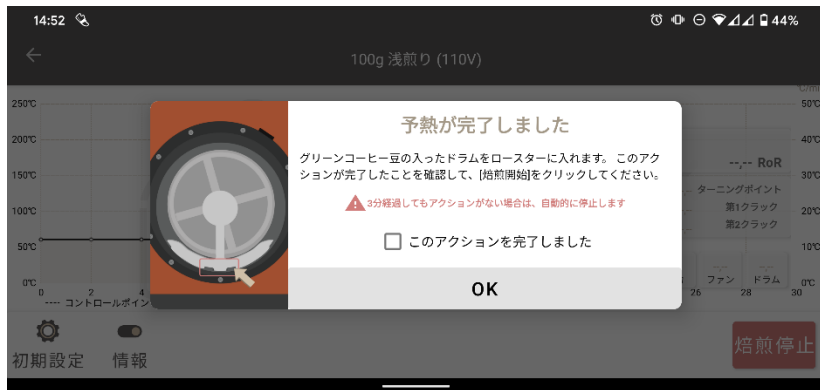 14:52
44%
100g 浅煎り (110V)
250℃
50℃
200℃
40℃
150℃
30℃
100℃
20℃
50℃
10℃
0℃
0℃
予熱が完了しました
グリーンコーヒー豆の入ったドラムをロースターに入れます。 このアク
ションが完了したことを確認して、[焙煎開始]をクリックしてください。
3分経過してもアクションがない場合は、自動的に停止します
このアクションを完了しました
OK
--,-- RoR
ターニングポイント
第1クラック
第2クラック
ファン
ドラム
0
2
4
26
28
30
---- コントロールポイン
初期設定
情報
焙煎停止